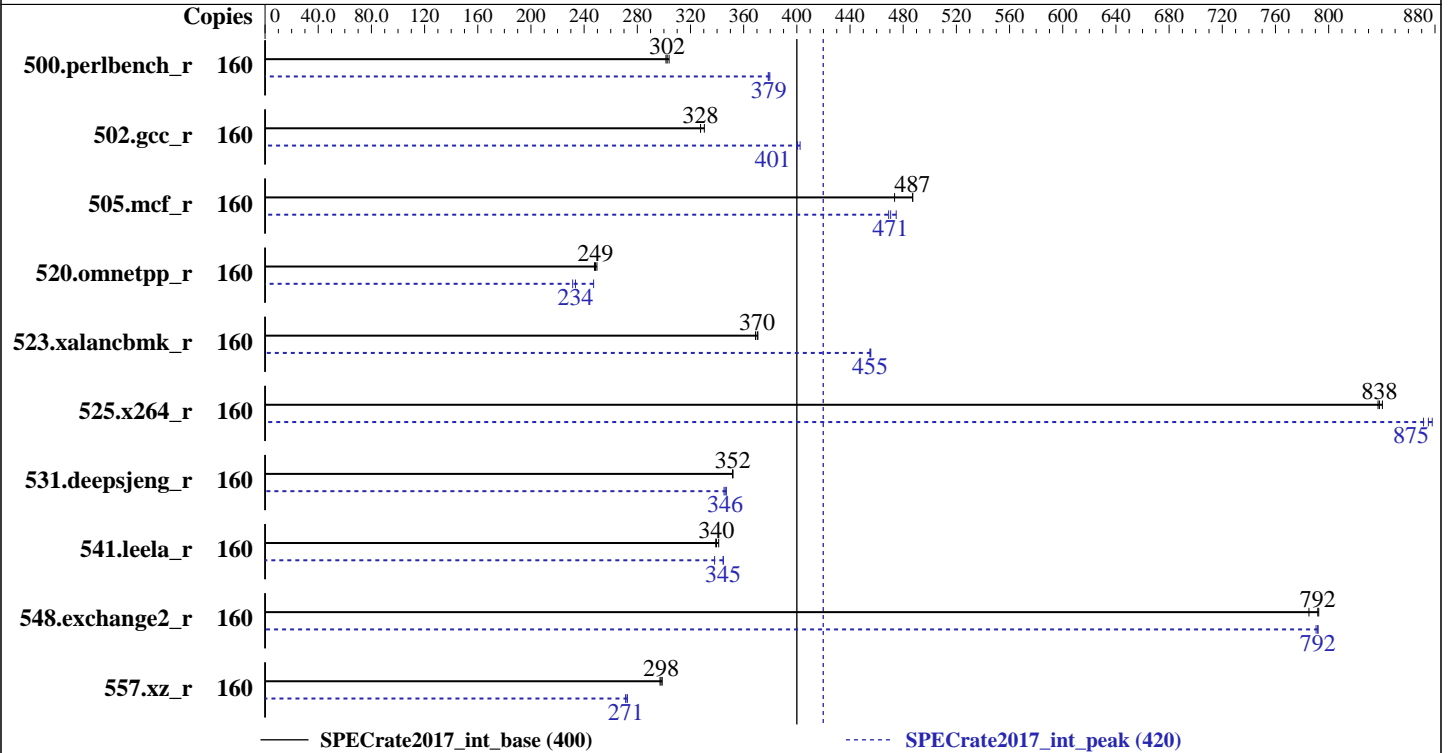 Copies 0 40.0 80.0 120 160 200 240 280 320 360 400 440 487 520 560 600 640 680 720 760 800 880
302
500.perlbench_r 160
379
328
502.gcc_r 160
401
487
505.mcf_r 160
471
249
520.omnetpp_r 160
234
370
523.xalancbmk_r 160
455
838
525.x264_r 160
875
352
531.deepsjeng_r 160
346
340
541.leela_r 160
345
792
548.exchange2_r 160
792
298
557.xz_r 160
271
SPECrate2017_int_base (400) SPECrate2017_int_peak (420)